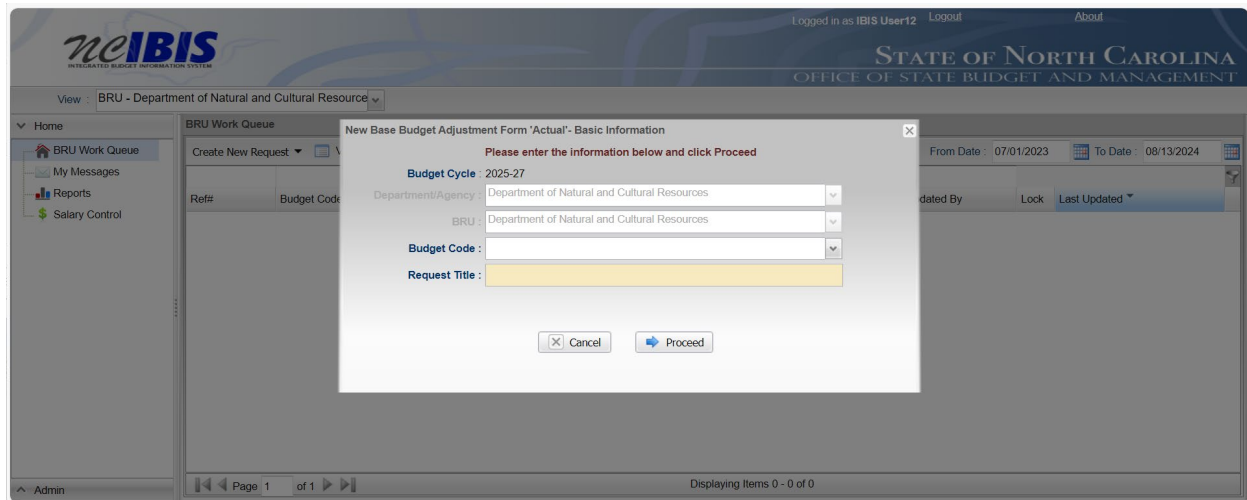 Logged in as IBIS User12 Logout About
ncIBIS
INTEGRATED BUDGET INFORMATION SYSTEM
STATE OF NORTH CAROLINA
OFFICE OF STATE BUDGET AND MANAGEMENT
View : BRU - Department of Natural and Cultural Resource
Home
BRU Work Queue
My Messages
Reports
Salary Control
Admin
BRU Work Queue
Create New Request V From Date : 07/01/2023 To Date : 08/13/2024
Ref# Budget Code dated By Lock Last Updated
New Base Budget Adjustment Form 'Actual'- Basic Information
Please enter the information below and click Proceed
Budget Cycle : 2025-27
Department/Agency : Department of Natural and Cultural Resources
BRU : Department of Natural and Cultural Resources
Budget Code :
Request Title :
Cancel Proceed
Page 1 of 1 Displaying Items 0 - 0 of 0